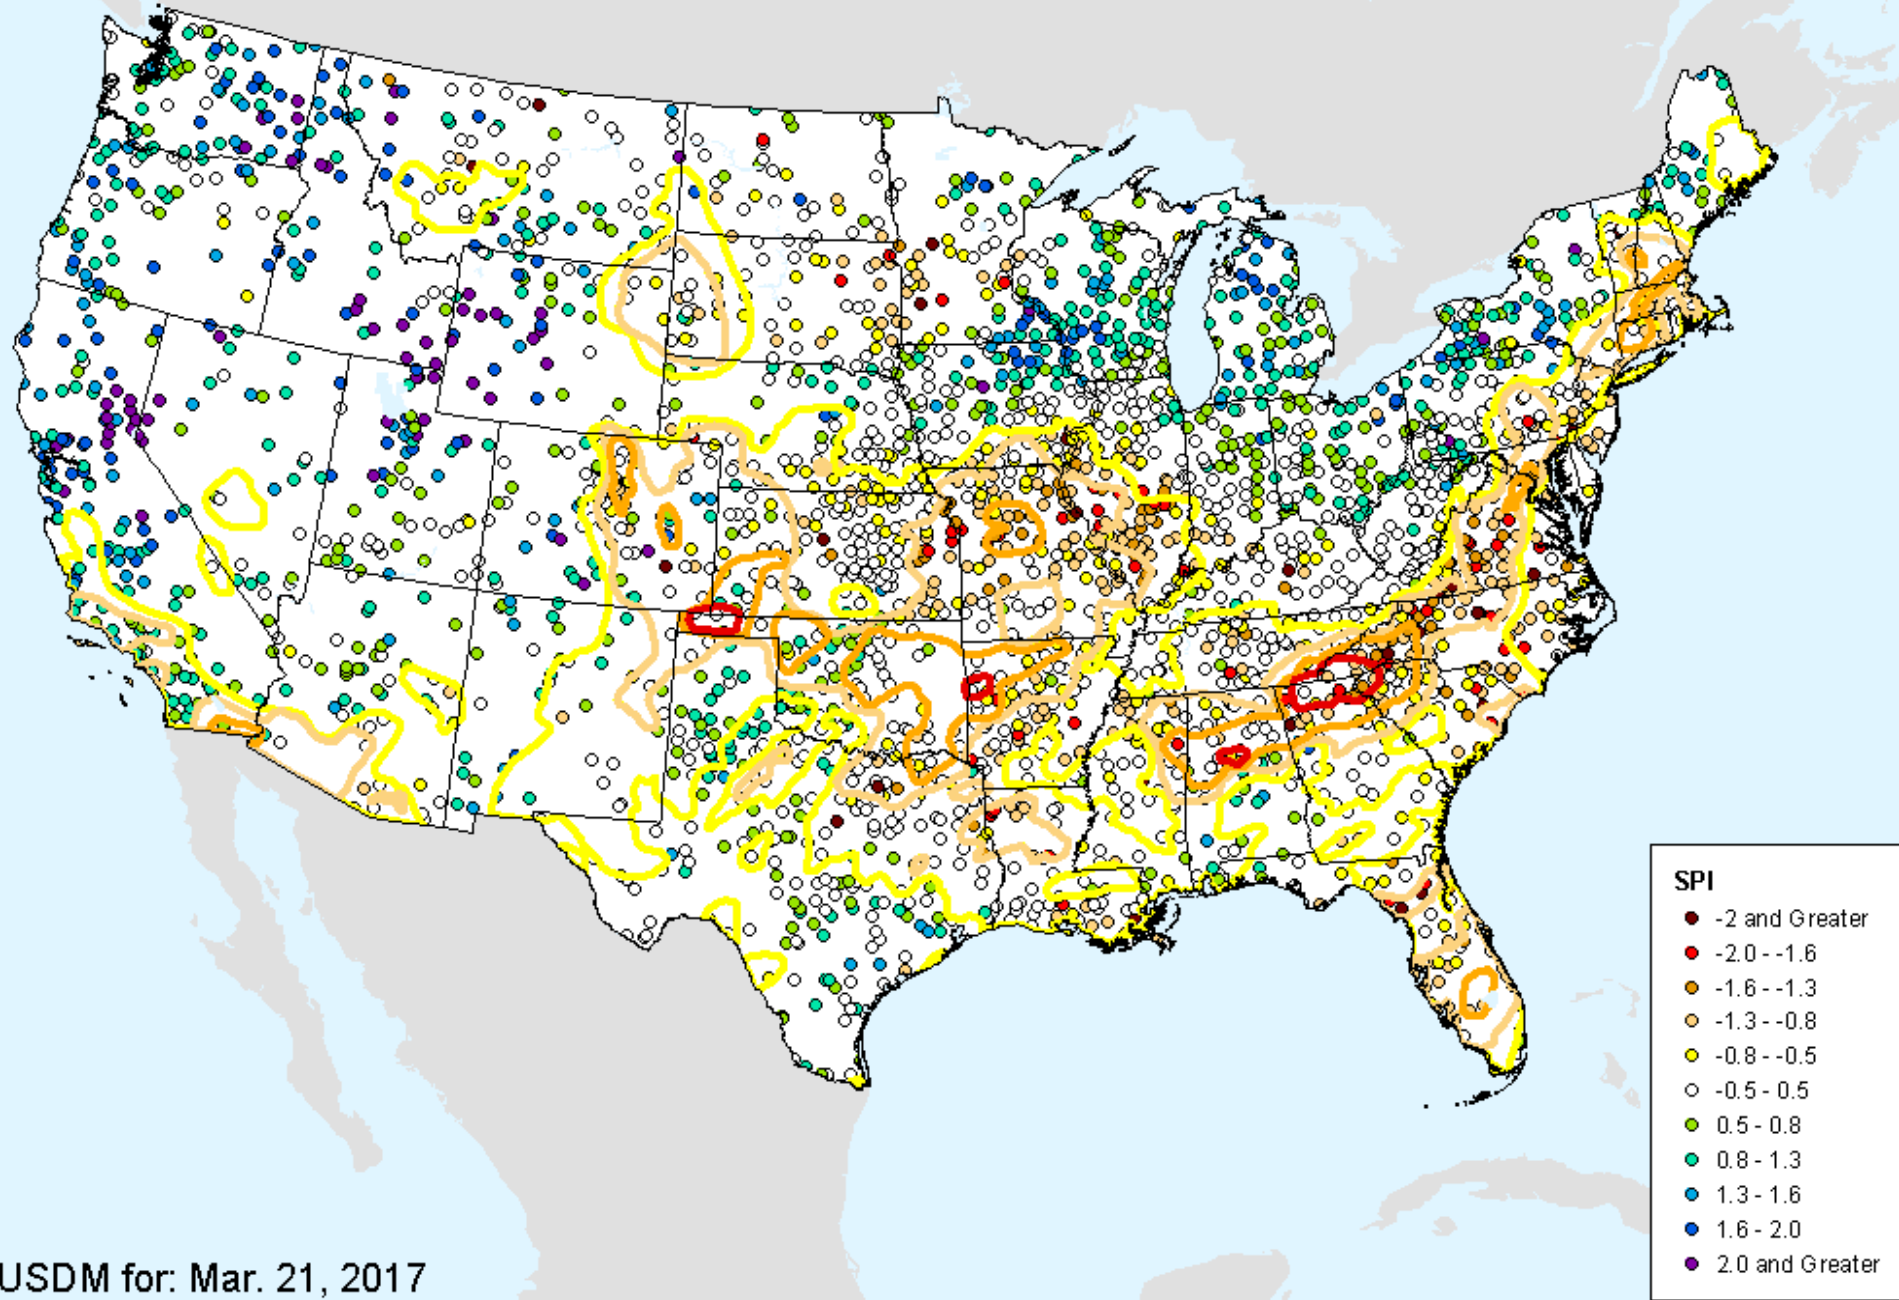 SPI
-2 and Greater
-2.0 - -1.6
-1.6 - -1.3
-1.3 - -0.8
-0.8 - -0.5
-0.5 - 0.5
0.5 - 0.8
0.8 - 1.3
1.3 - 1.6
1.6 - 2.0
2.0 and Greater
USDM for: Mar. 21, 2017